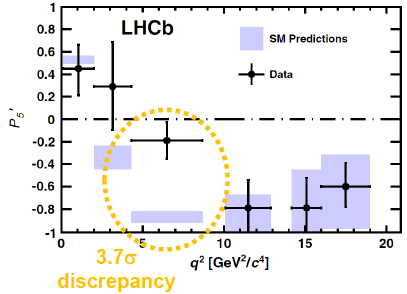 LHCb
SM Predictions
Data
P5'
1
0.8
0.6
0.4
0.2
0
-0.2
-0.4
-0.6
-0.8
-1
0 5 10 15 20
q² [GeV²/c⁴]
3.7σ
discrepancy